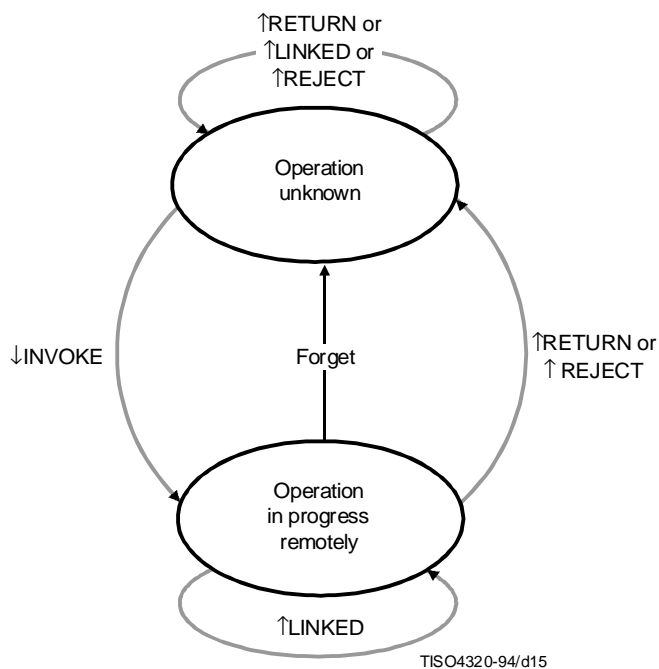 ↑RETURN or
↑LINKED or
↑REJECT
Operation
unknown
↓INVOKE
Forget
↑RETURN or
↑ REJECT
Operation
in progress
remotely
↑LINKED
TISO4320-94/d15